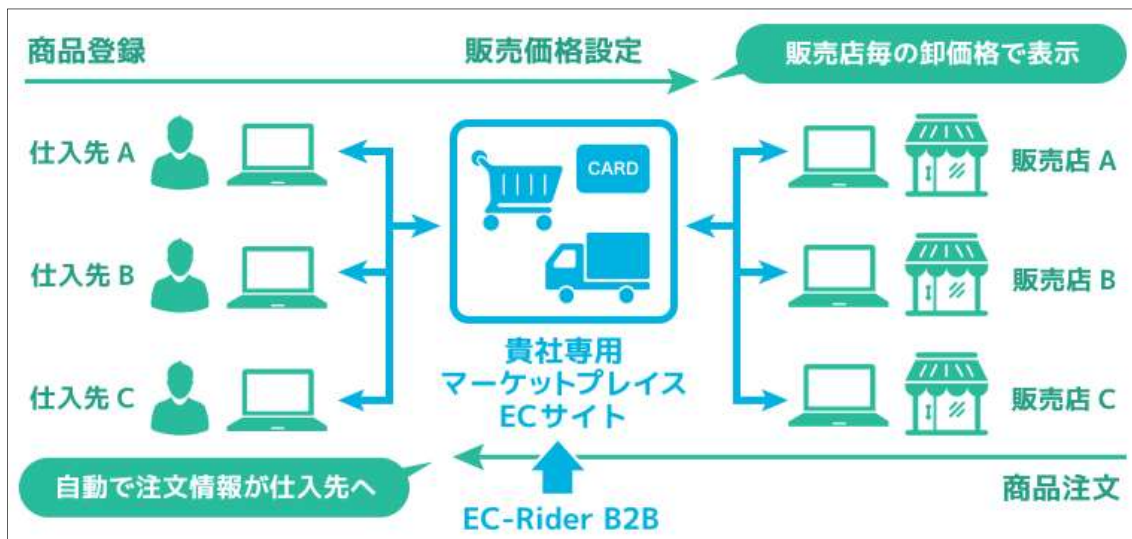 商品登録
販売価格設定
販売店毎の卸価格で表示
仕入先 A
CARD
販売店 A
仕入先 B
販売店 B
貴社専用
マーケットプレイス
ECサイト
仕入先 C
販売店 C
自動で注文情報が仕入先へ
商品注文
EC-Rider B2B